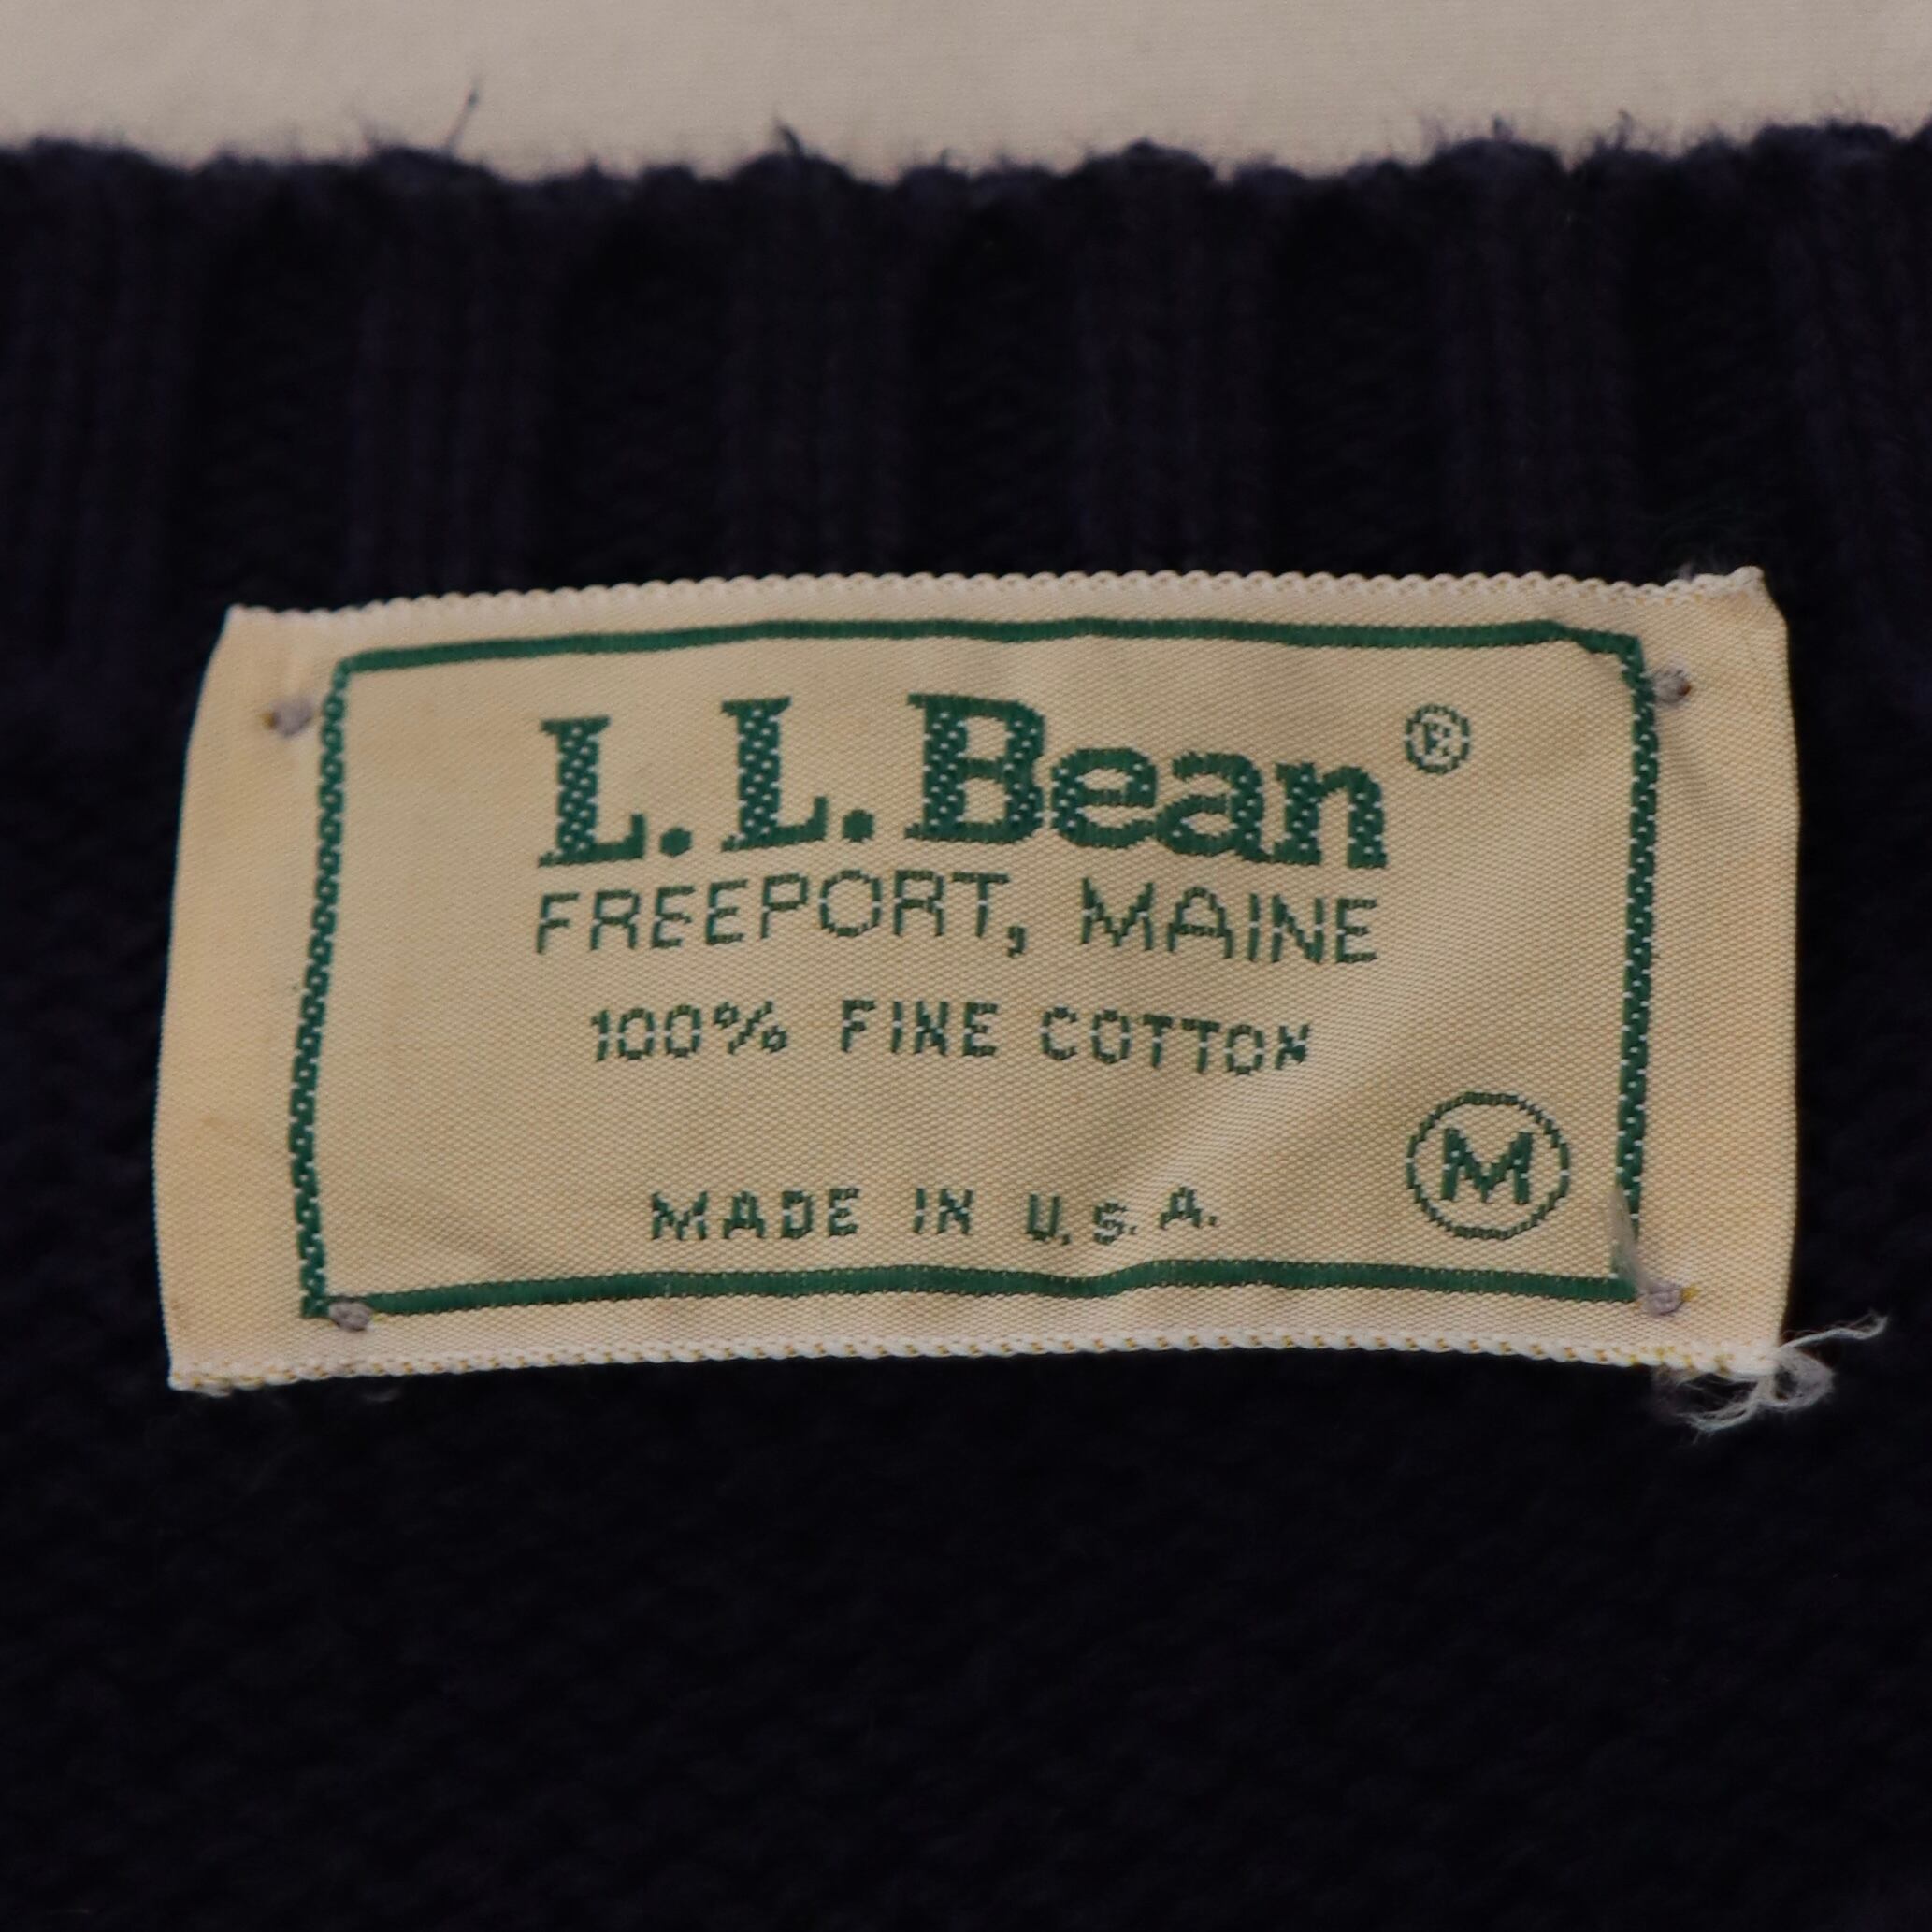 L.L.Bean®
FREEPORT, MAINE
100% FINE COTTON
M
MADE IN U.S.A.